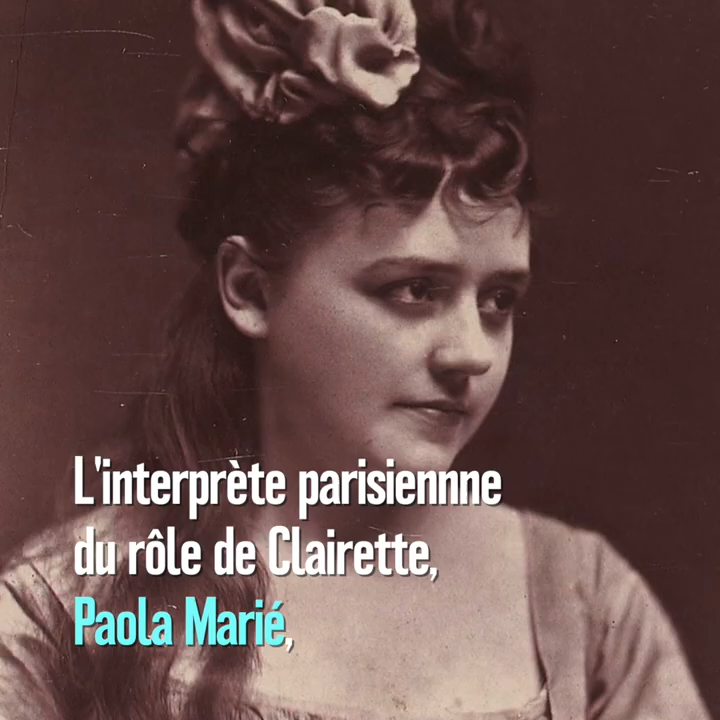 L'interprète parisiennne
du rôle de Clairette,
Paola Marié,